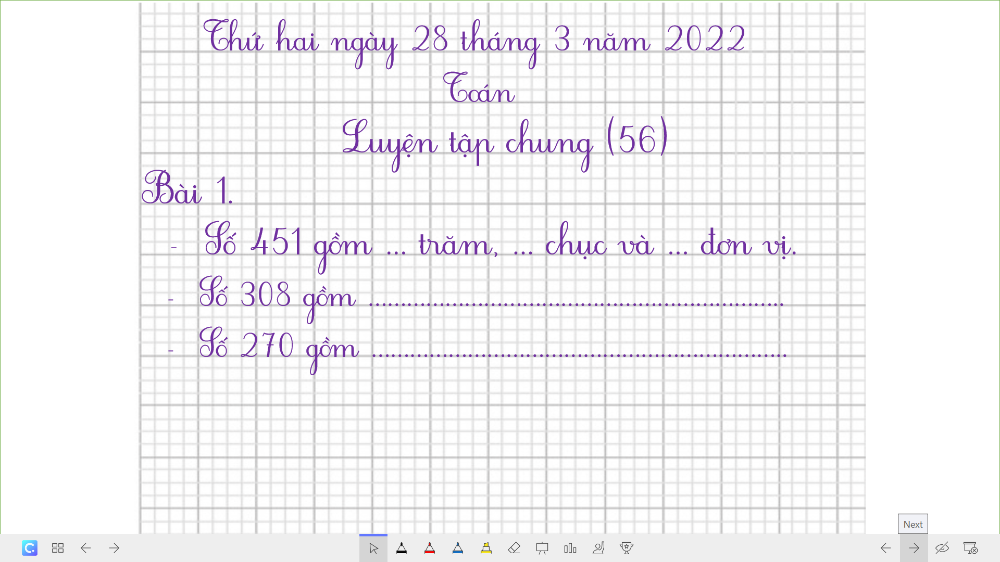 Thứ hai ngày 28 tháng 3 năm 2022
Toán
Luyện tập chung (56)
Bài 1.
- Số 451 gồm ... trăm, ... chục và ... đơn vị.
- Số 308 gồm .................................................................
- Số 270 gồm .................................................................
Next